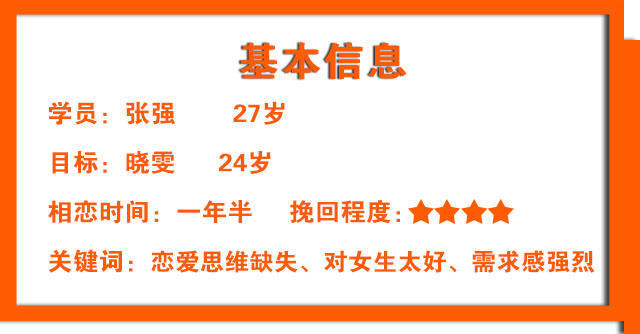 基本信息
学员：张强 27岁
目标：晓雯 24岁
相恋时间：一年半 挽回程度：★★★★
关键词：恋爱思维缺失、对女生太好、需求感强烈